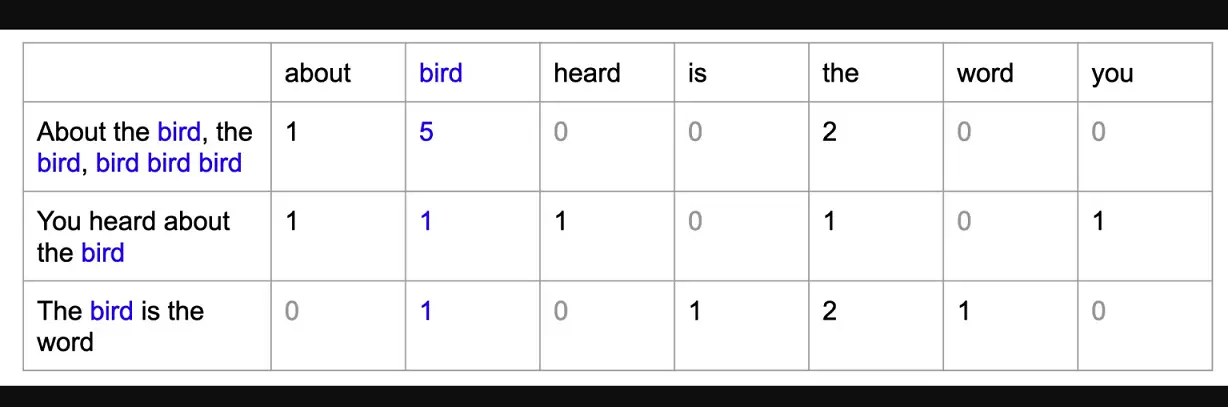 about bird heard is the word you
About the bird, the 1 5 0 0 2 0 0
bird, bird bird bird
You heard about 1 1 1 0 1 0 1
the bird
The bird is the 0 1 0 1 2 1 0
word